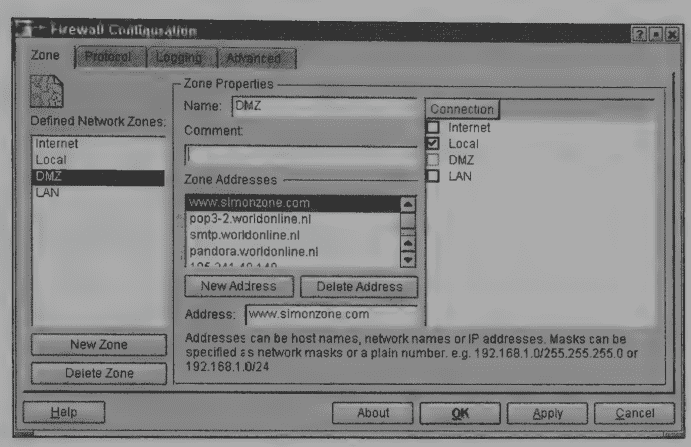 Firewall Configuration
Zone
Protocol
Logging
Advanced
Defined Network Zones:
Internet
Local
DMZ
LAN
New Zone
Delete Zone
Zone Properties
Name: DMZ
Comment:
Zone Addresses
www.simonzone.com
pop3-2.worldonline.nl
smtp.worldonline.nl
pandora.worldonline.nl
New Address
Delete Address
Address: www.simonzone.com
Connection
Internet
Local
DMZ
LAN
Addresses can be host names, network names or IP addresses. Masks can be
specified as network masks or a plain number. e.g. 192.168.1.0/255.255.255.0 or
192.168.1.0/24
Help
About
OK
Apply
Cancel